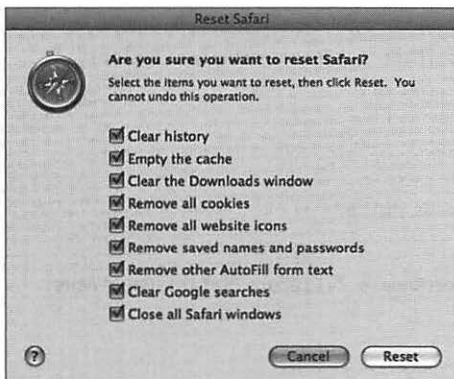 Reset Safari
Are you sure you want to reset Safari?
Select the items you want to reset, then click Reset. You
cannot undo this operation.
Clear history
Empty the cache
Clear the Downloads window
Remove all cookies
Remove all website icons
Remove saved names and passwords
Remove other AutoFill form text
Clear Google searches
Close all Safari windows
?
Cancel
Reset